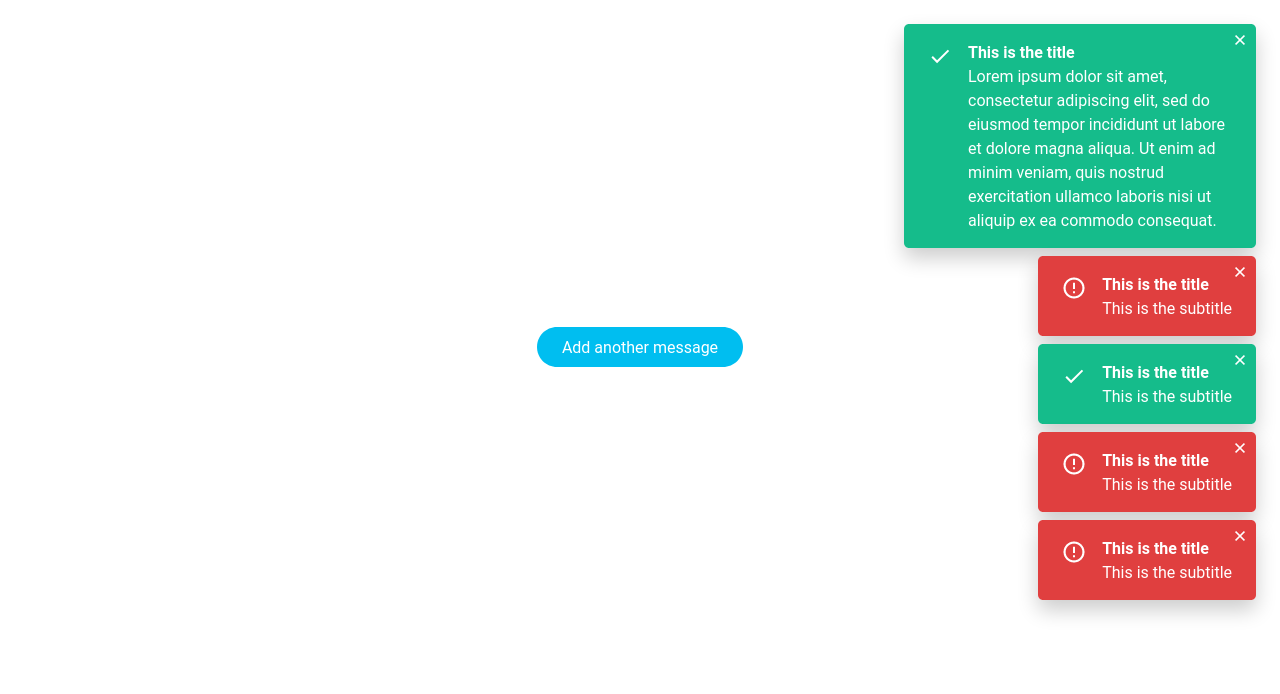 This is the title
Lorem ipsum dolor sit amet,
consectetur adipiscing elit, sed do
eiusmod tempor incididunt ut labore
et dolore magna aliqua. Ut enim ad
minim veniam, quis nostrud
exercitation ullamco laboris nisi ut
aliquip ex ea commodo consequat.
This is the title
This is the subtitle
Add another message
This is the title
This is the subtitle
This is the title
This is the subtitle
This is the title
This is the subtitle